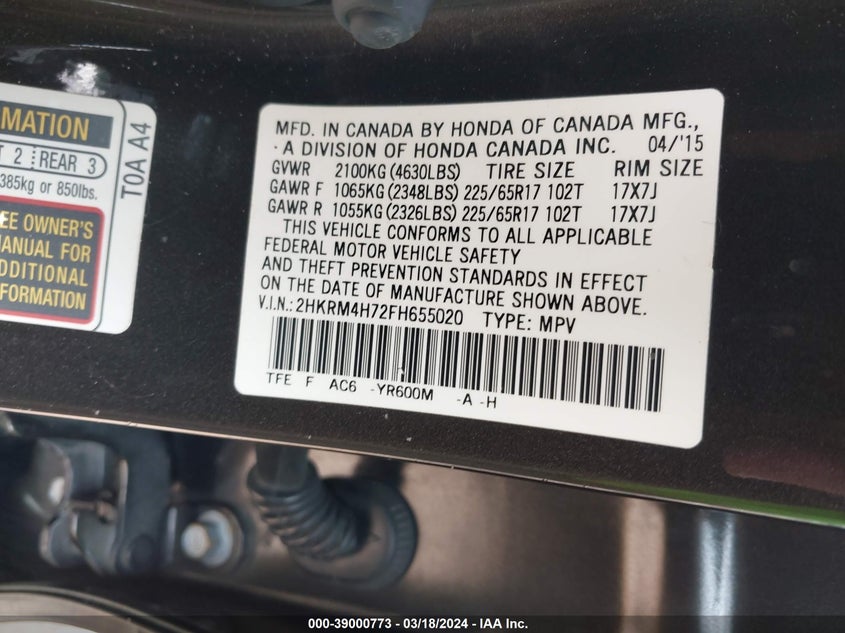 MATION
T 2 REAR 3
385kg or 850lbs.
EE OWNER'S
MANUAL FOR
ADDITIONAL
FORMATION
T0A A4
MFD. IN CANADA BY HONDA OF CANADA MFG.,
A DIVISION OF HONDA CANADA INC. 04/'15
GVWR 2100KG (4630LBS) TIRE SIZE RIM SIZE
GAWR F 1065KG (2348LBS) 225/65R17 102T 17X7J
GAWR R 1055KG (2326LBS) 225/65R17 102T 17X7J
THIS VEHICLE CONFORMS TO ALL APPLICABLE
FEDERAL MOTOR VEHICLE SAFETY
AND THEFT PREVENTION STANDARDS IN EFFECT
ON THE DATE OF MANUFACTURE SHOWN ABOVE.
V.I.N.: 2HKRM4H72FH655020 TYPE: MPV
TFE F AC6 -YR600M -A -H
000-39000773 - 03/18/2024 - IAA Inc.